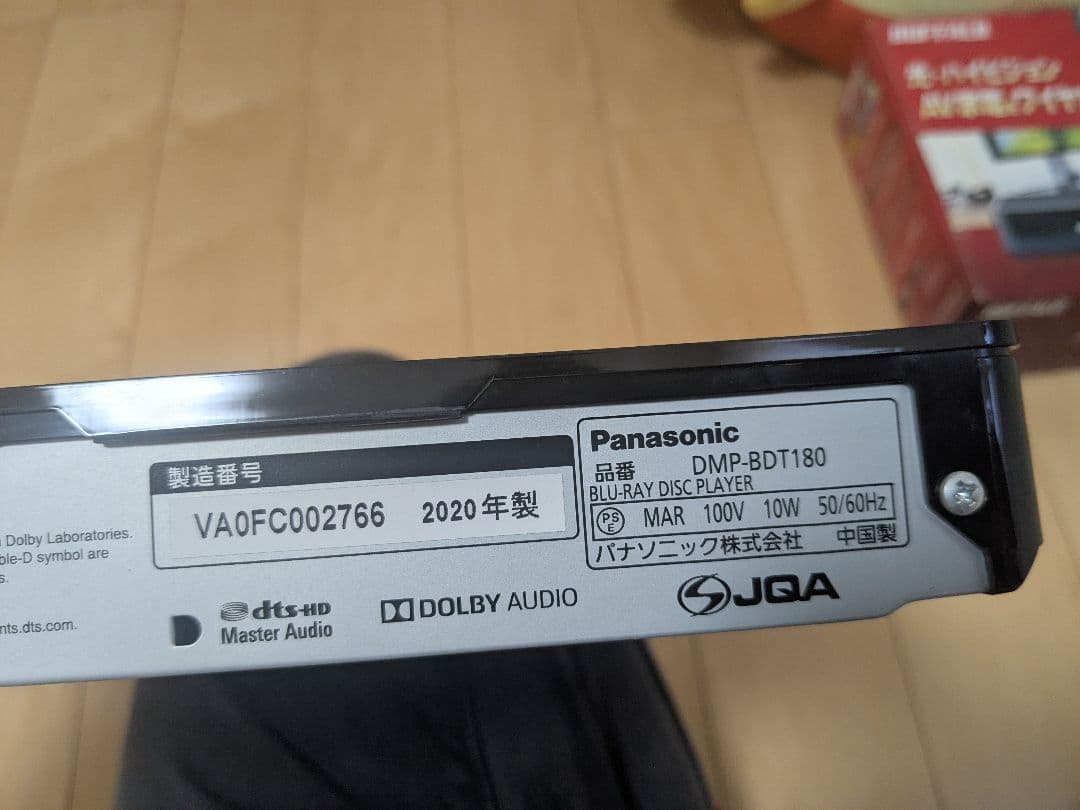 BUFFALO
光・ハイビジョン
Panasonic
品番 DMP-BDT180
BLU-RAY DISC PLAYER
PSE MAR 100V 10W 50/60Hz
パナソニック株式会社 中国製
製造番号
VA0FC002766 2020年製
Dolby Laboratories.
ble-D symbol are
s.
nts.dts.com.
dts-HD
Master Audio
DOLBY AUDIO
JQA